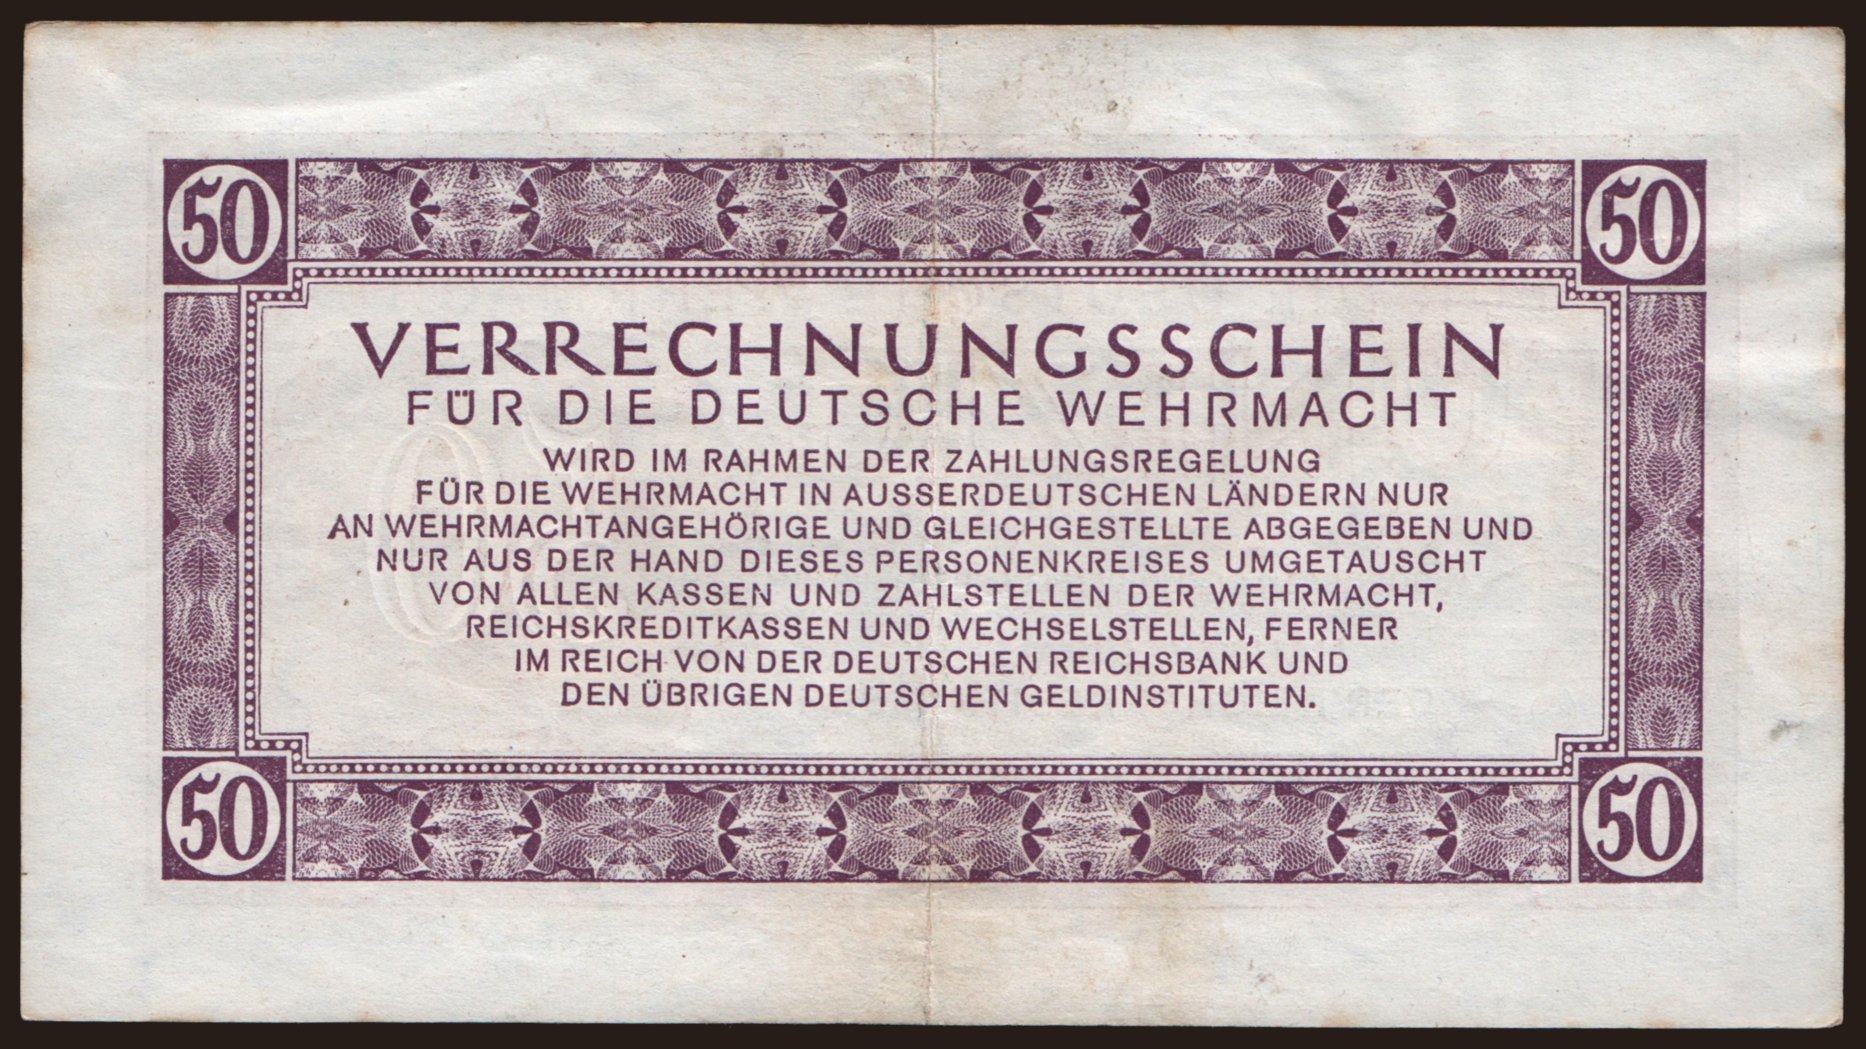 50 50
VERRECHNUNGSSCHEIN
FÜR DIE DEUTSCHE WEHRMACHT
WIRD IM RAHMEN DER ZAHLUNGSREGELUNG
FÜR DIE WEHRMACHT IN AUSSERDEUTSCHEN LÄNDERN NUR
AN WEHRMACHTANGEHÖRIGE UND GLEICHGESTELLTE ABGEGEBEN UND
NUR AUS DER HAND DIESES PERSONENKREISES UMGETAUSCHT
VON ALLEN KASSEN UND ZAHLSTELLEN DER WEHRMACHT,
REICHSKREDITKASSEN UND WECHSELSTELLEN, FERNER
IM REICH VON DER DEUTSCHEN REICHSBANK UND
DEN ÜBRIGEN DEUTSCHEN GELDINSTITUTEN.
50 50